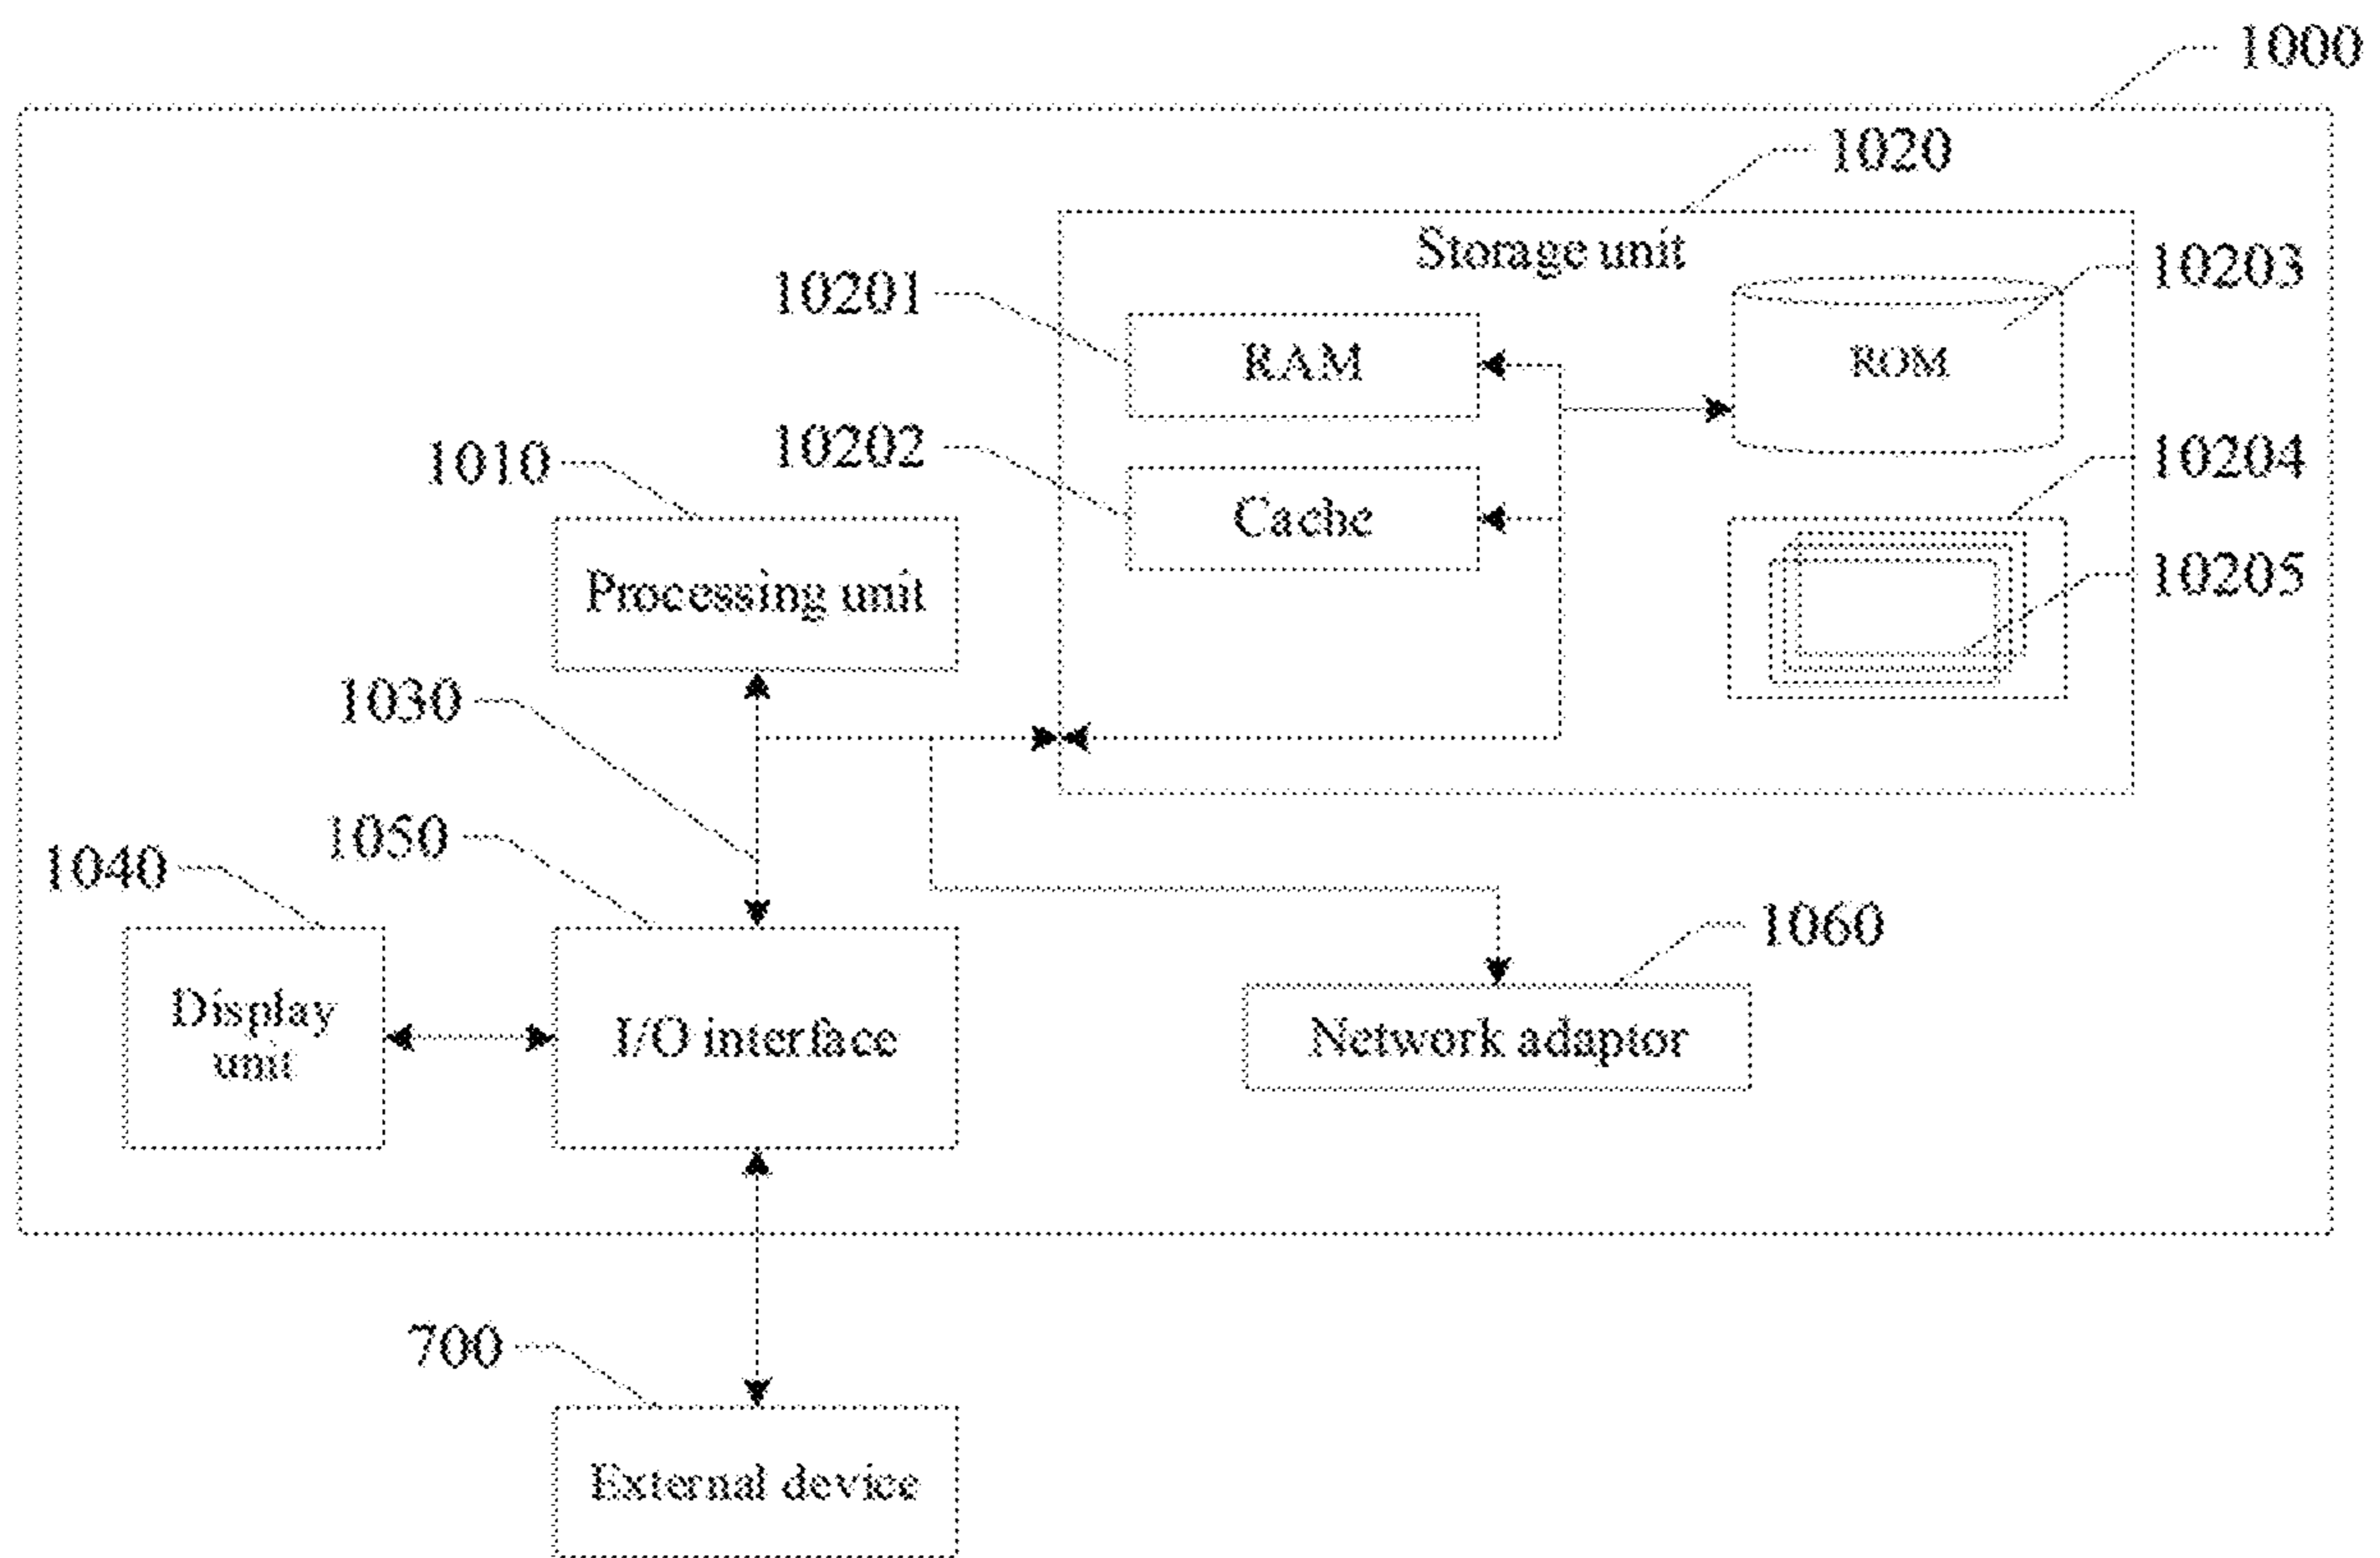 1000
1020
Storage unit
10201
10203
RAM
ROM
10202
10204
1010
Cache
10205
Processing unit
1030
1050
1040
1060
Display
unit
I/O interface
Network adaptor
700
External device